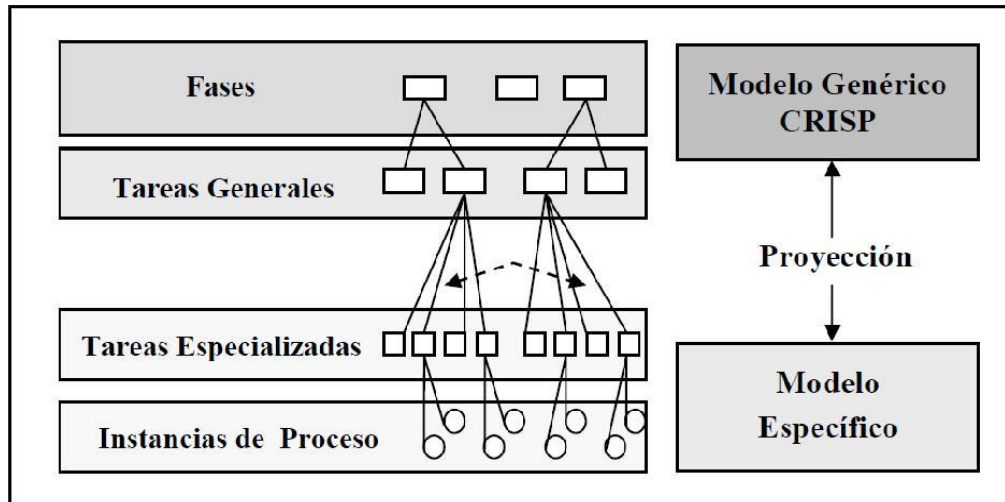 Fases
Tareas Generales
Tareas Especializadas
Instancias de Proceso
Modelo Genérico
CRISP
Proyección
Modelo
Específico